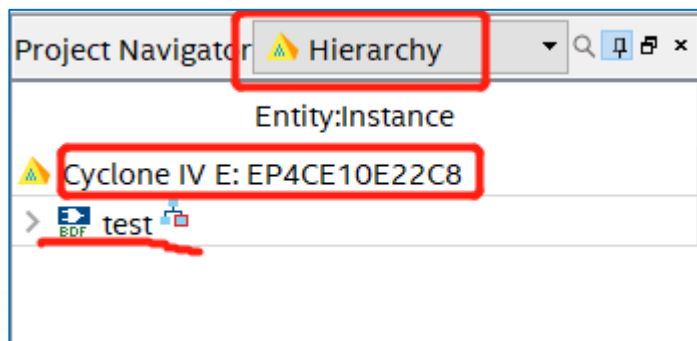 Project Navigator Hierarchy
Entity:Instance
Cyclone IV E: EP4CE10E22C8
BDF test